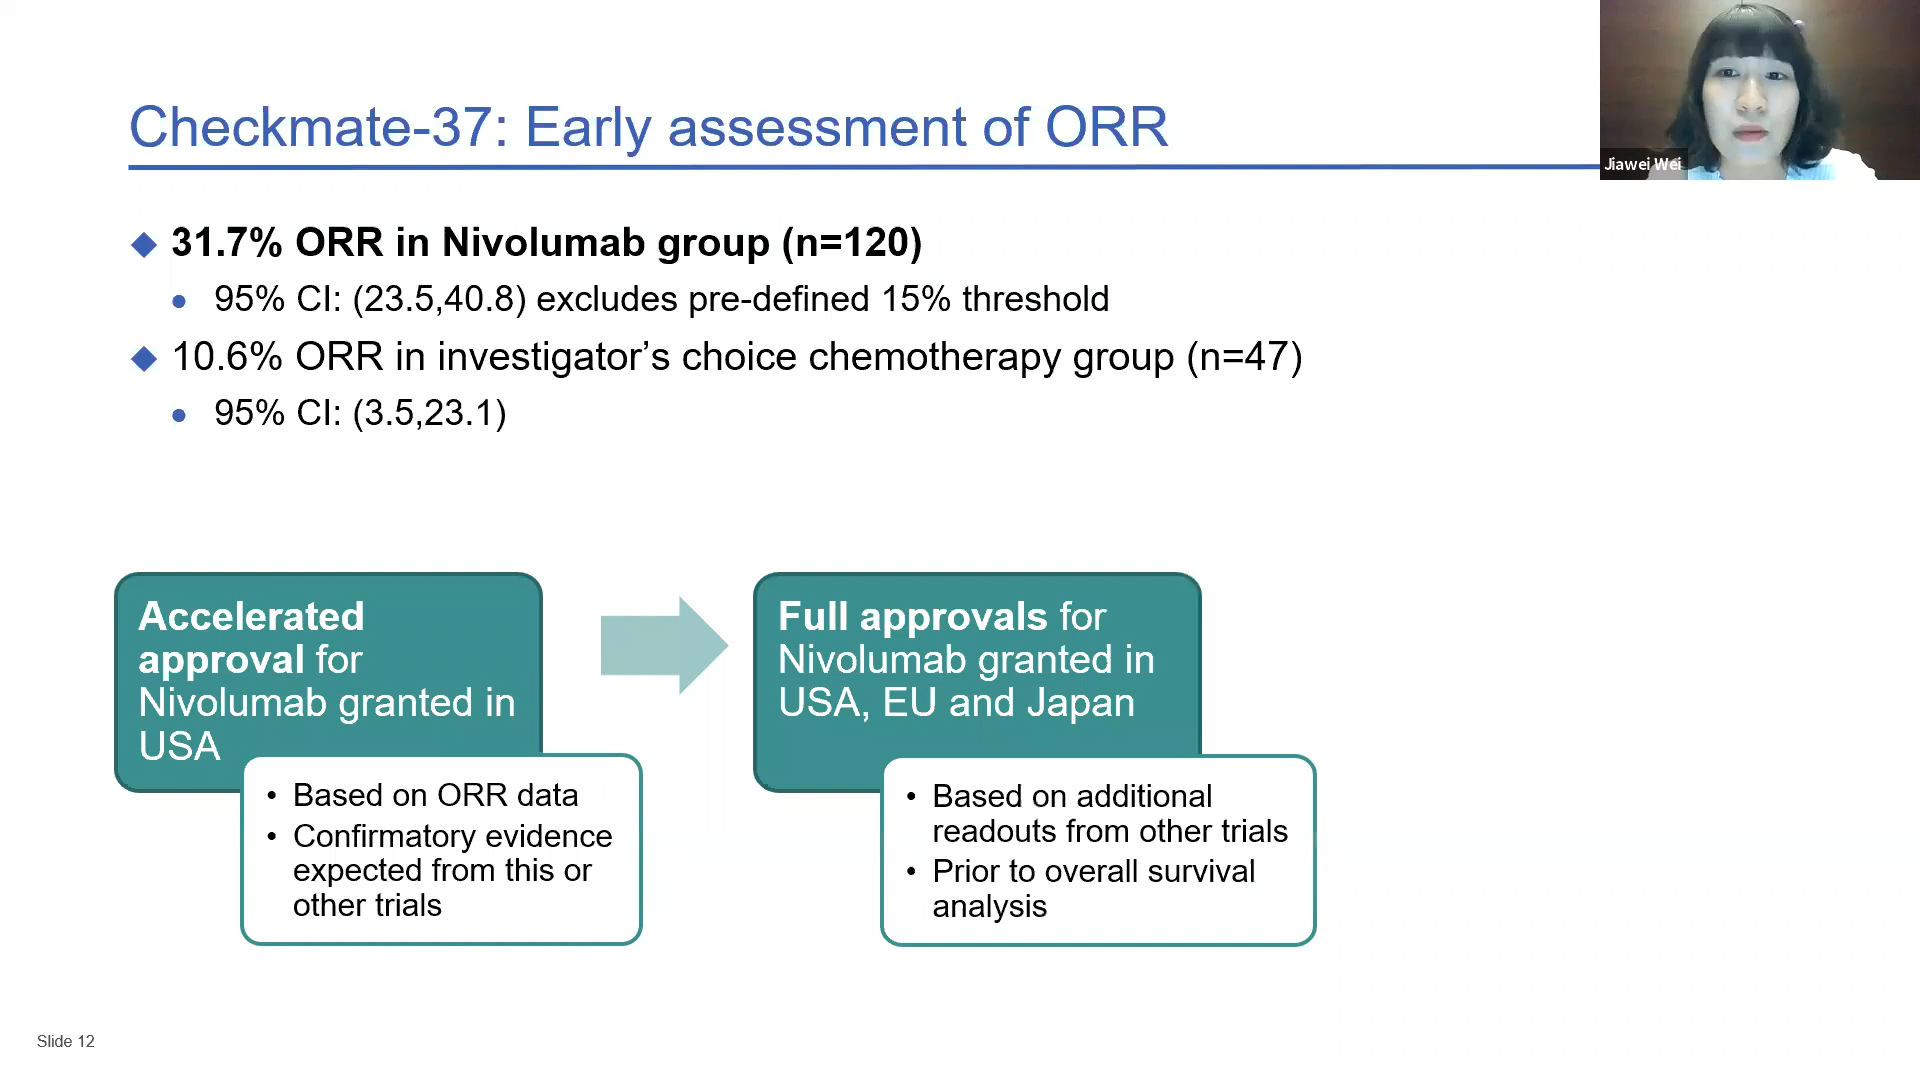 Checkmate-37: Early assessment of ORR
Jiawei Wei
31.7% ORR in Nivolumab group (n=120)
95% CI: (23.5,40.8) excludes pre-defined 15% threshold
10.6% ORR in investigator’s choice chemotherapy group (n=47)
95% CI: (3.5,23.1)
Accelerated
approval for
Nivolumab granted in
USA
• Based on ORR data
• Confirmatory evidence
expected from this or
other trials
Full approvals for
Nivolumab granted in
USA, EU and Japan
• Based on additional
readouts from other trials
• Prior to overall survival
analysis
Slide 12